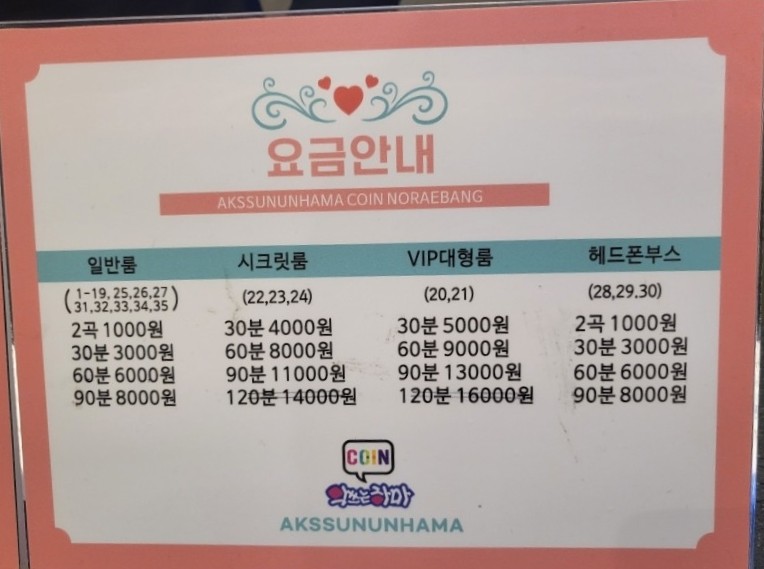 요금안내
AKSSUNUNHAMA COIN NORAEBANG
일반룸 시크릿룸 VIP대형룸 헤드폰부스
(1-19, 25,26,27 31,32,33,34,35) (22,23,24) (20,21) (28,29,30)
2곡 1000원 30분 4000원 30분 5000원 2곡 1000원
30분 3000원 60분 8000원 60분 9000원 30분 3000원
60분 6000원 90분 11000원 90분 13000원 60분 6000원
90분 8000원 120분 14000원 120분 16000원 90분 8000원
COIN
악쓰는하마
AKSSUNUNHAMA